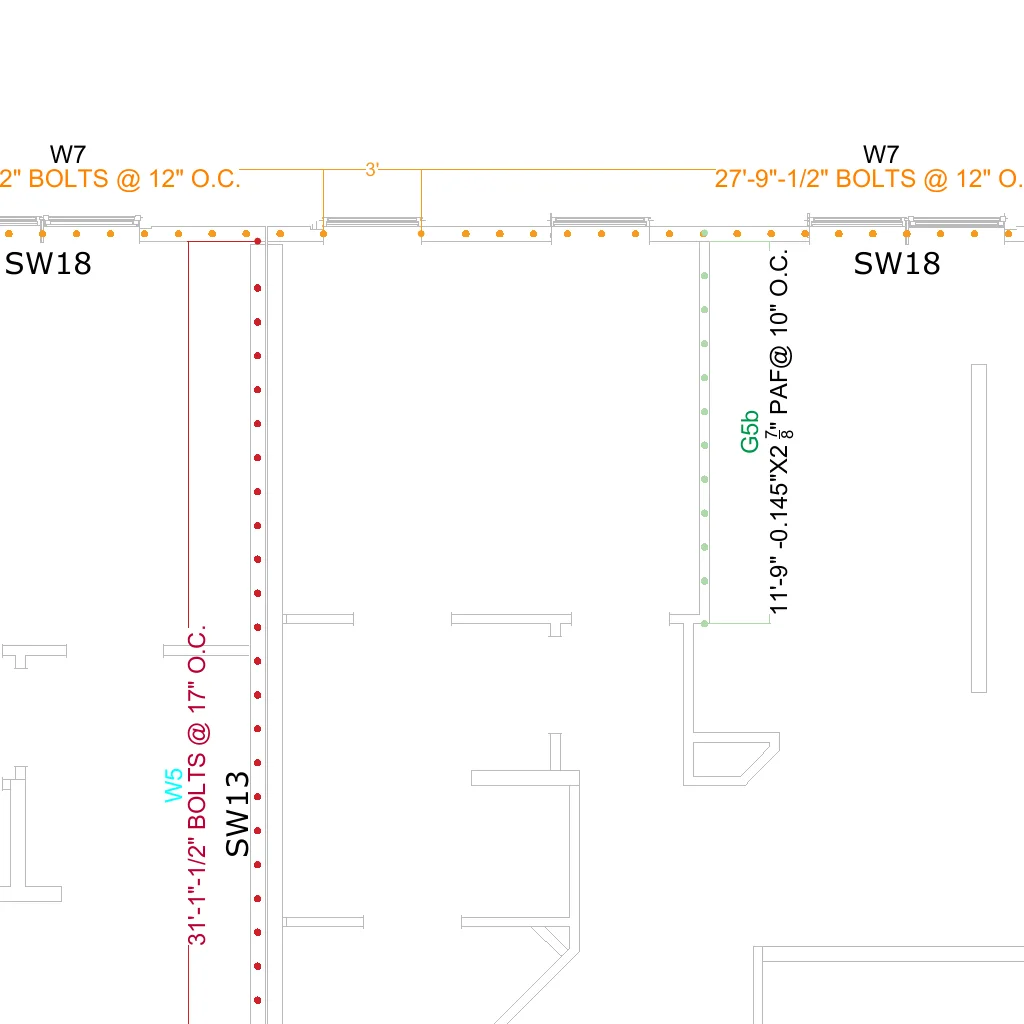 W7
2" BOLTS @ 12" O.C.
3'
W7
27'-9"-1/2" BOLTS @ 12" O.
SW18
SW18
G5b
11'-9" -0.145"X2 7/8" PAF@ 10" O.C.
W5
31'-1"-1/2" BOLTS @ 17" O.C.
SW13